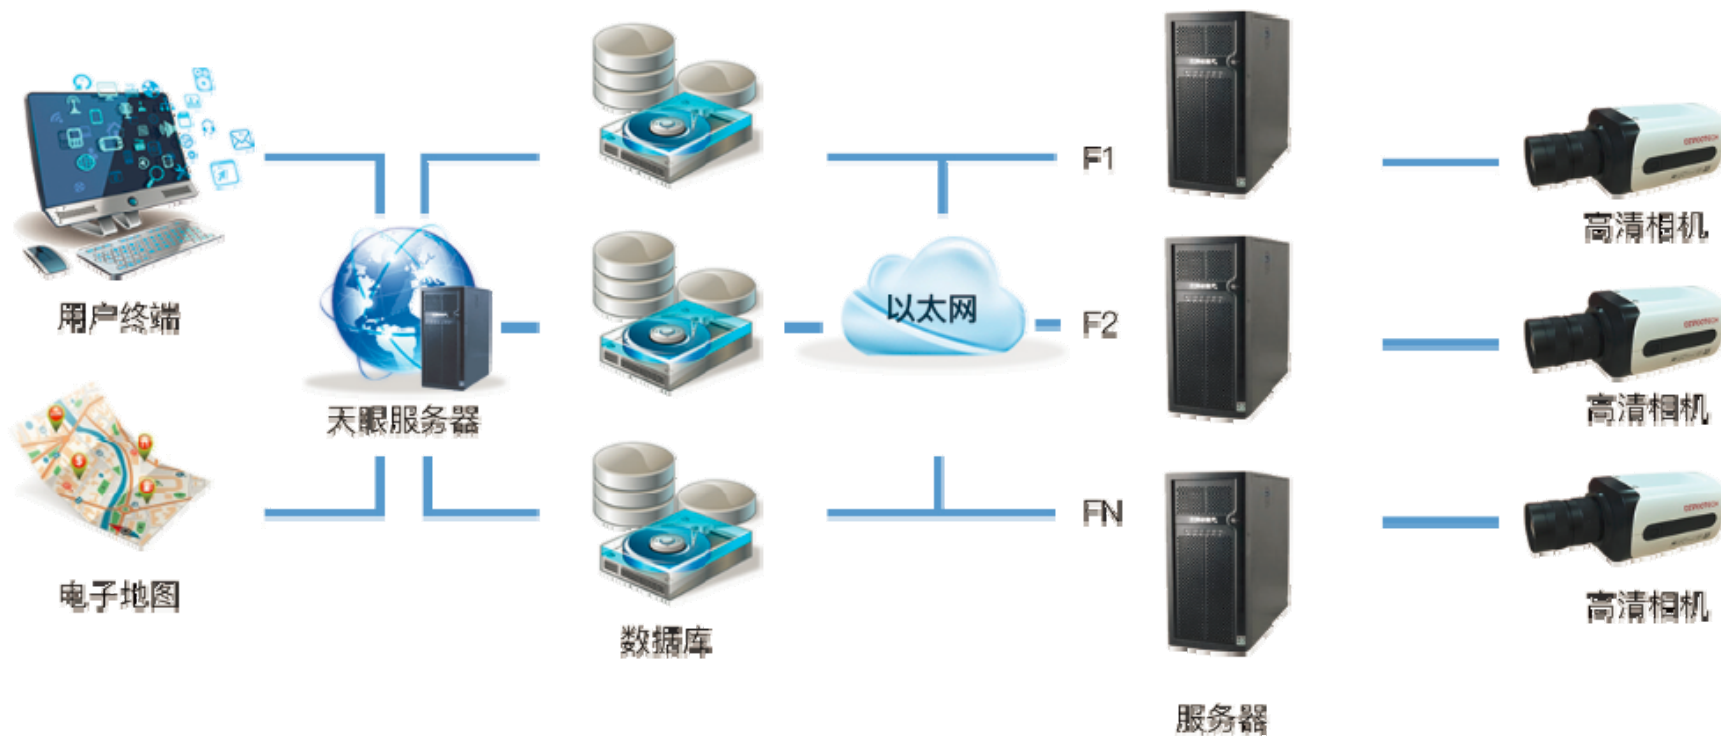 F1
高清相机
用户终端
以太网
F2
天眼服务器
高清相机
FN
电子地图
高清相机
数据库
服务器